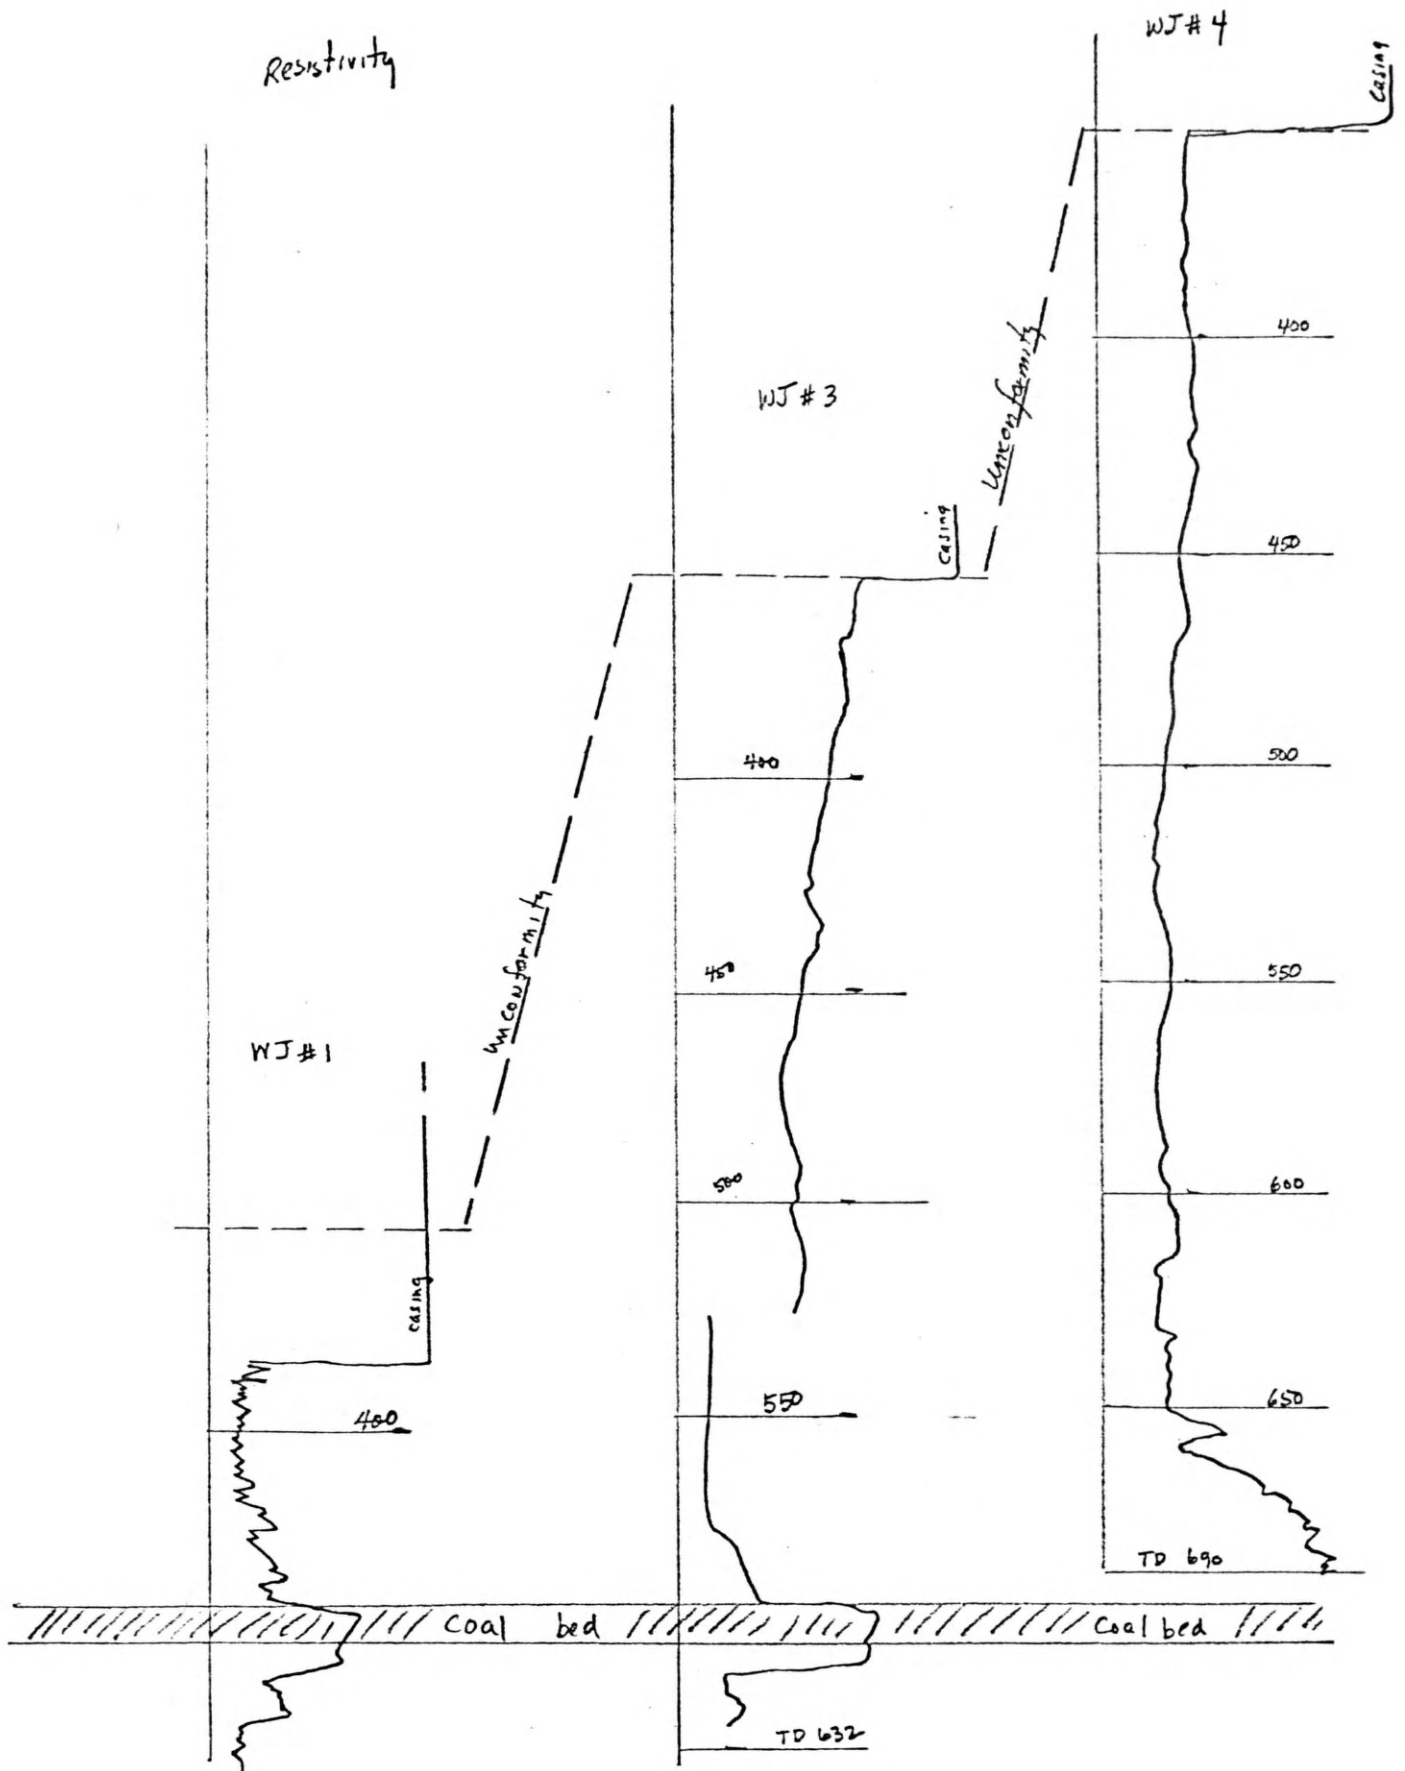 Resistivity
WJ #1
casing
400
Unconformity
WJ #3
casing
400
450
500
550
TD 632
Unconformity
WJ #4
casing
400
450
500
550
600
650
TD 690
Coal bed
Coal bed